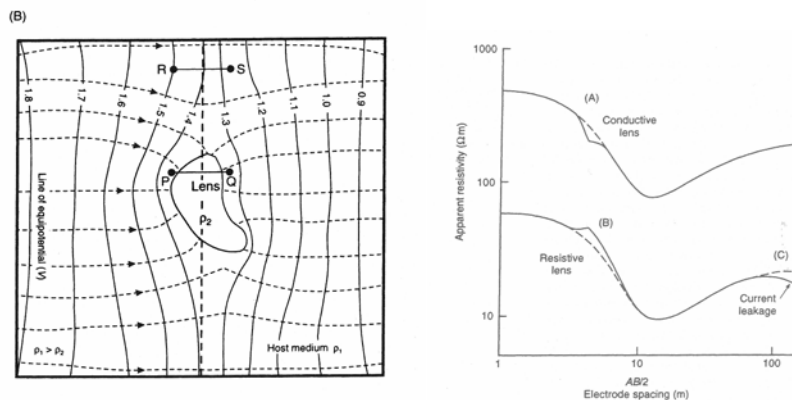 (B)
R
S
1.8
1.7
1.6
1.5
1.4
1.3
1.2
1.1
1.0
0.9
P
Q
Lens
ρ₂
Line of equipotential (V)
ρ₁ > ρ₂
Host medium ρ₁
1000
100
10
Apparent resistivity (Ωm)
(A)
Conductive
lens
(B)
Resistive
lens
(C)
Current
leakage
1
10
100
AB/2
Electrode spacing (m)